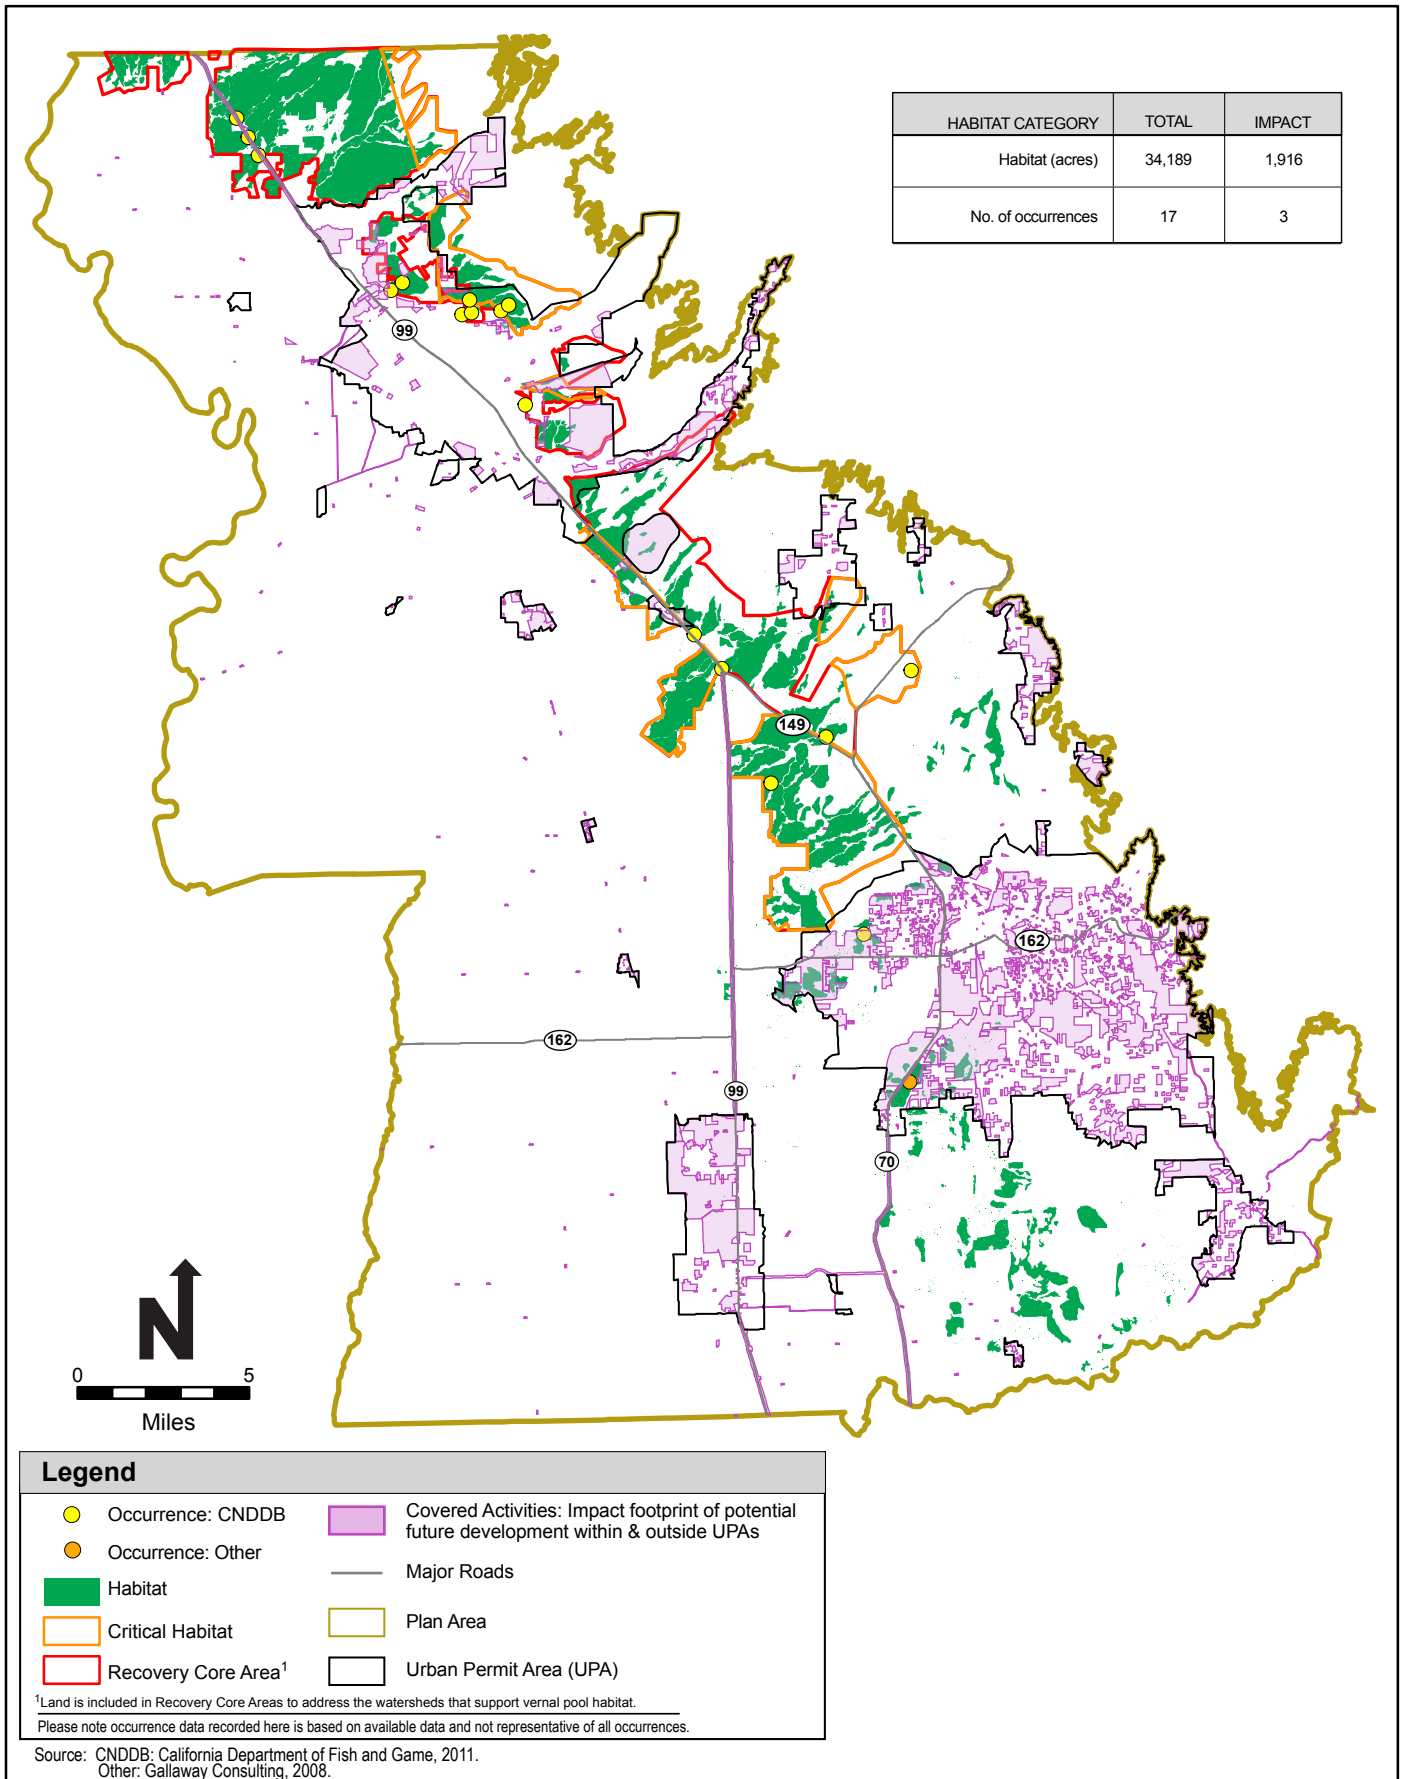 HABITAT CATEGORY TOTAL IMPACT
Habitat (acres) 34,189 1,916
No. of occurrences 17 3
99
149
162
162
99
70
N
0 5
Miles
Legend
Occurrence: CNDDB
Occurrence: Other
Habitat
Critical Habitat
Recovery Core Area¹
Covered Activities: Impact footprint of potential
future development within & outside UPAs
Major Roads
Plan Area
Urban Permit Area (UPA)
¹Land is included in Recovery Core Areas to address the watersheds that support vernal pool habitat.
Please note occurrence data recorded here is based on available data and not representative of all occurrences.
Source: CNDDB: California Department of Fish and Game, 2011.
Other: Gallaway Consulting, 2008.